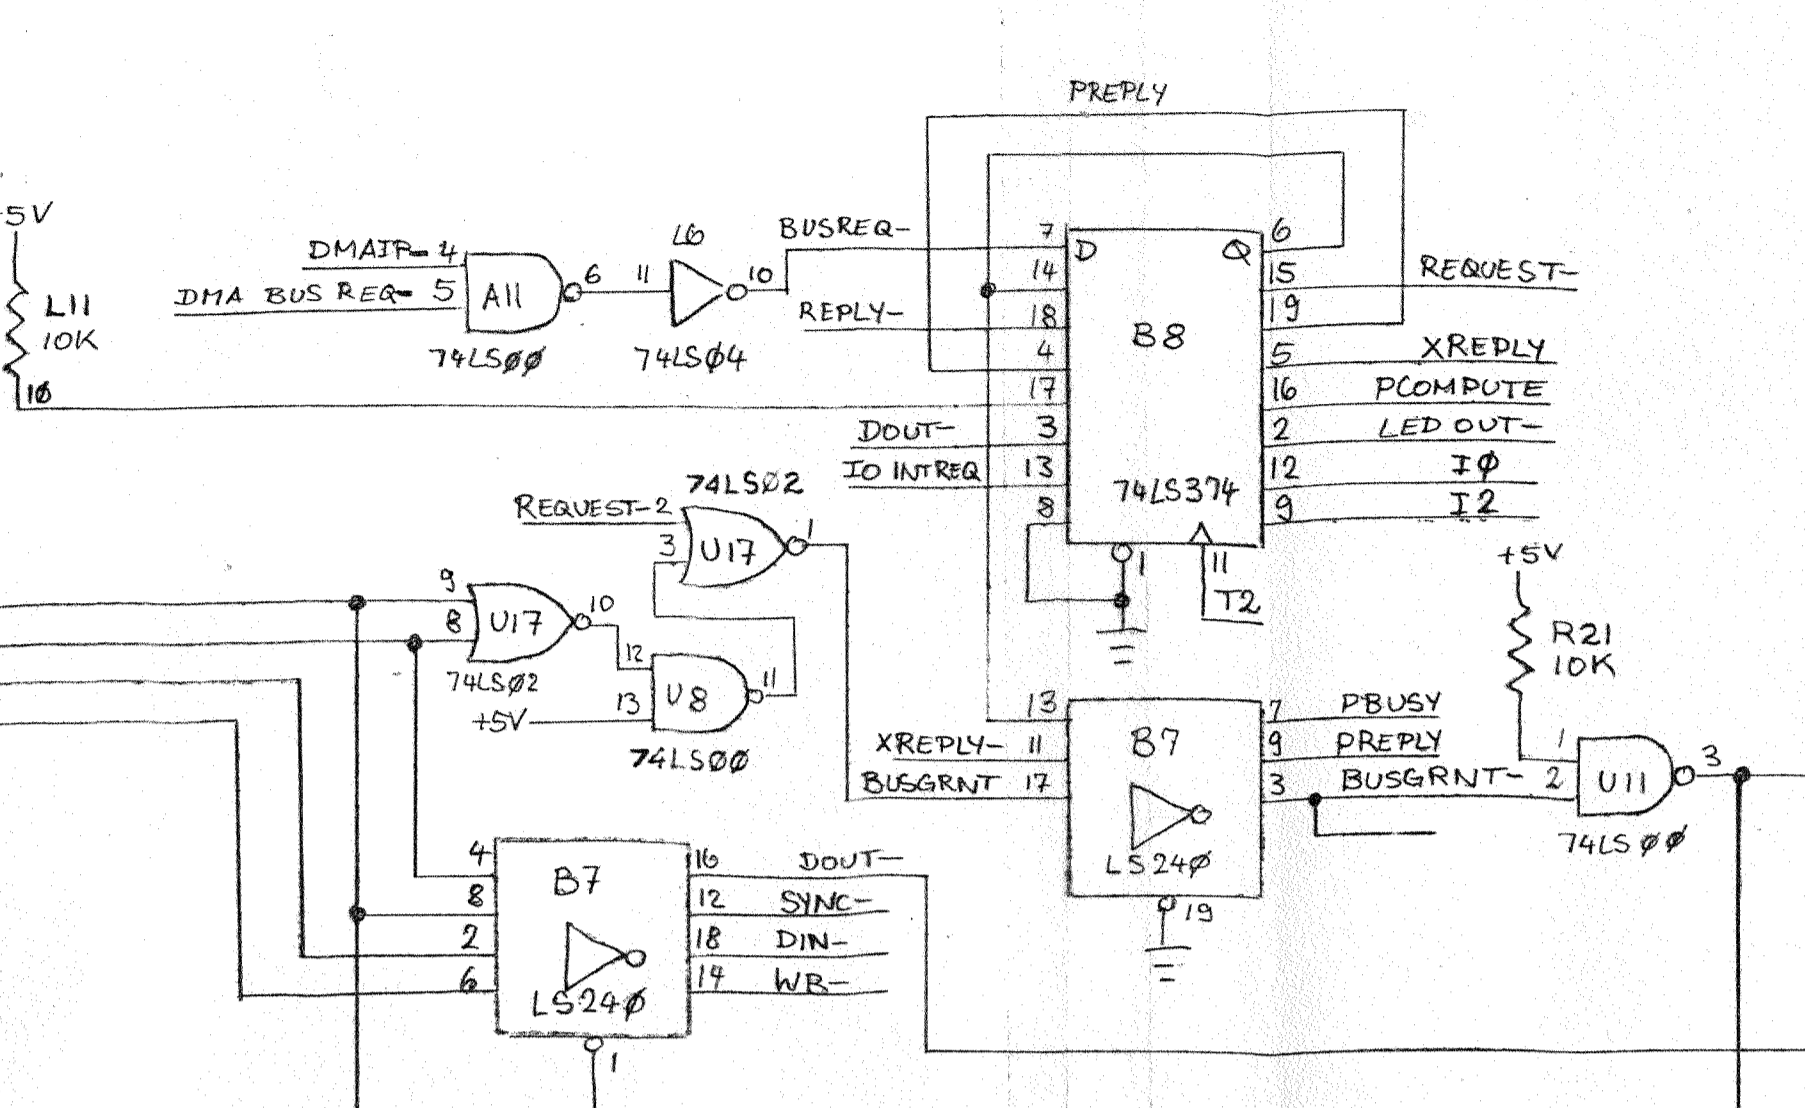 PREPLY
5V
L11
10K
10
DMAIP- 4
DMA BUS REQ- 5
A11
6
74LS00
11
L6
10
74LS04
BUSREQ-
REPLY-
DOUT-
IO INTREQ
7
14
18
4
17
3
13
8
D
Q
B8
74LS374
1
11
T2
6
15 REQUEST-
19
5 XREPLY
16 PCOMPUTE
2 LED OUT-
12 I0
9 I2
74LS02
REQUEST- 2
3
U17
1
9
8
U17
10
74LS02
12
13
+5V
U8
11
74LS00
+5V
R21
10K
XREPLY-
BUSGRNT
13
11
17
B7
LS240
19
7 PBUSY
9 PREPLY
3 BUSGRNT-
1
2
U11
3
74LS00
4
8
2
6
B7
LS240
1
16 DOUT-
12 SYNC-
18 DIN-
14 WB-